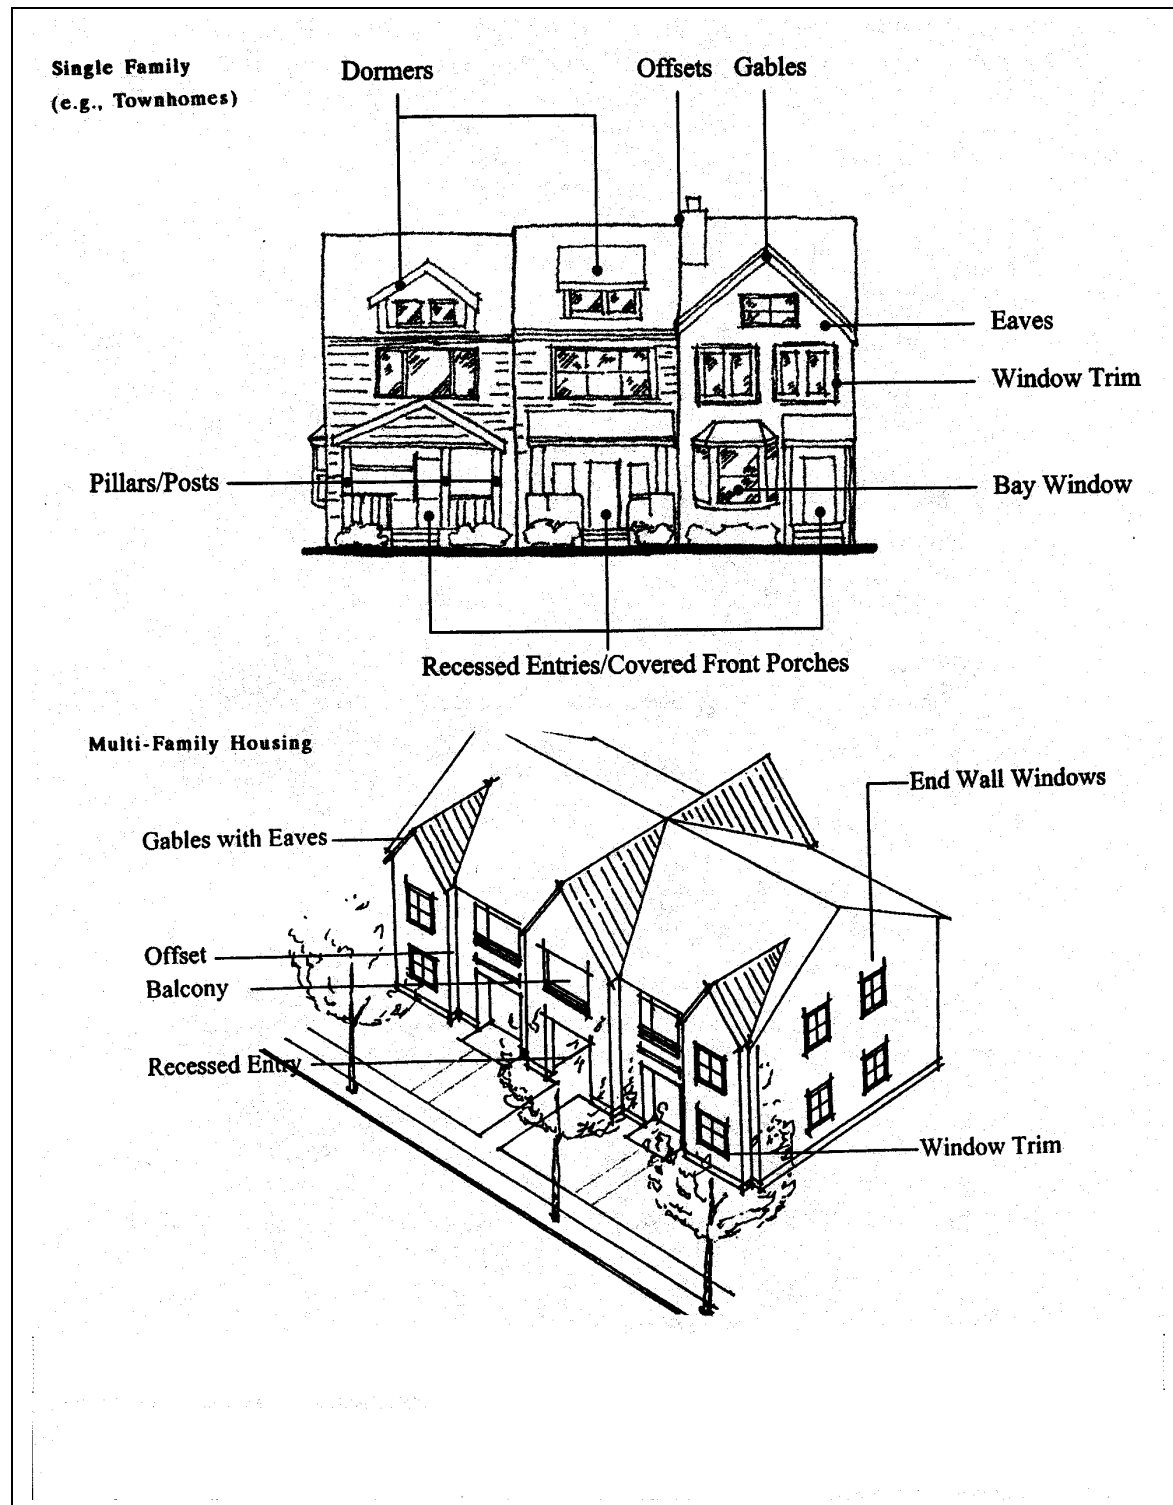 Single Family
(e.g., Townhomes)
Dormers
Offsets
Gables
Eaves
Window Trim
Pillars/Posts
Bay Window
Recessed Entries/Covered Front Porches
Multi-Family Housing
End Wall Windows
Gables with Eaves
Offset
Balcony
Recessed Entry
Window Trim